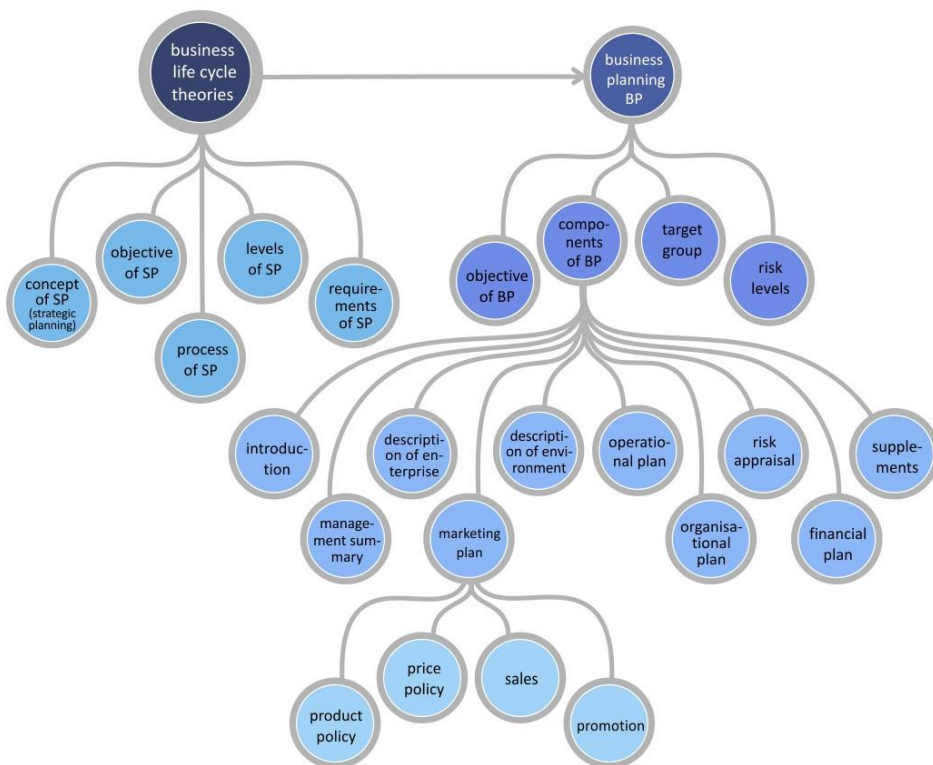 business
life cycle
theories
business
planning
BP
concept
of SP
(strategic
planning)
objective
of SP
process
of SP
levels
of SP
require-
ments
of SP
objective
of BP
compo-
nents
of BP
target
group
risk
levels
introduc-
tion
manage-
ment sum-
mary
description
of en-
terprise
marketing
plan
descripti-
on of envi-
ronment
operatio-
nal plan
organisa-
tional
plan
risk
appraisal
financial
plan
supple-
ments
product
policy
price
policy
sales
promotion